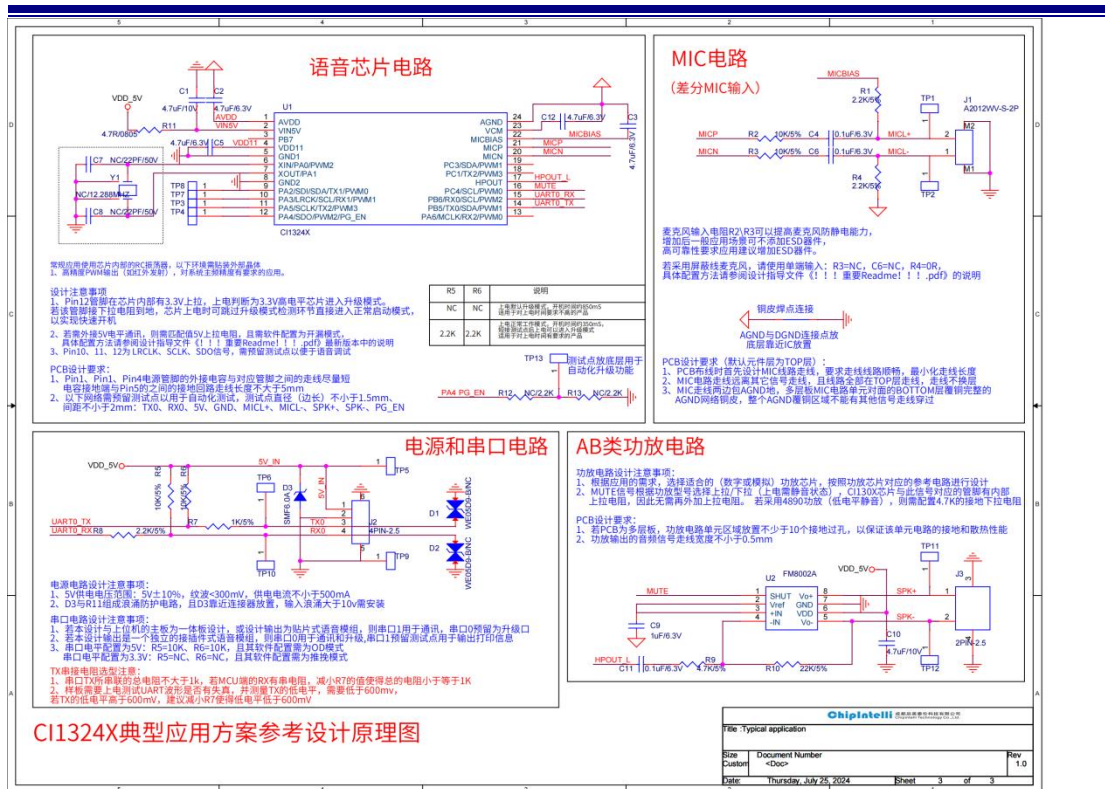 5
4
3
2
1
语音芯片电路
VDD_5V
C1
4.7uF/10V
C2
4.7uF/6.3V
AVDD
VIN5V
R11
4.7R/0805
4.7uF/6.3V
C5
VDD11
C7
NC/22PF/50V
Y1
NC/12.288MHZ
C8
NC/22PF/50V
TP8
TP7
TP3
TP4
U1
1 AVDD
2 VIN5V
3 PB7
4 VDD11
5 GND1
6 XIN/PA0/PWM2
7 XOUT/PA1
8 GND2
9 PA2/SDI/SDA/TX1/PWM0
10 PA3/LRCK/SCL/RX1/PWM1
11 PA5/SCLK/TX2/PWM3
12 PA4/SDO/PWM2/PG_EN
AGND 24
VCM 23
MICBIAS 22
MICP 21
MICN 20
PC3/SDA/PWM1 19
PC1/TX2/PWM3 18
HPOUT 17
PC4/SCL/PWM0 16
PB6/RX0/SCL/PWM2 15
PB5/TX0/SDA/PWM1 14
PA6/MCLK/RX2/PWM0 13
CI1324X
C12
4.7uF/6.3V
C3
4.7uF/6.3V
MICBIAS
MICP
MICN
HPOUT_L
MUTE
UART0_RX
UART0_TX
常规应用使用芯片内部的RC振荡器，以下环境需贴装外部晶体
1、高精度PWM输出（如红外发射），对系统主频精度有要求的应用。
设计注意事项
1、Pin12管脚在芯片内部有3.3V上拉，上电判断为3.3V高电平芯片进入升级模式。
若该管脚接下拉电阻到地，芯片上电时可跳过升级模式检测环节直接进入正常启动模式，
以实现快速开机
2、若需外接5V电平通讯，则需匹配值5V上拉电阻，且需软件配置为开漏模式。
具体配置方法请参阅设计指导文件《！！！重要Readme！！！.pdf》最新版本中的说明
3、Pin10、11、12为 LRCLK、SCLK、SDO信号，需预留测试点以便于语音调试
PCB设计要求：
1、Pin1、Pin1、Pin4电源管脚的外接电容与对应管脚之间的走线尽量短
电容接地端与Pin5的之间的接地回路走线长度不大于5mm
2、以下网络需预留测试点以用于自动化测试，测试点直径（边长）不小于1.5mm、
间距不小于2mm：TX0、RX0、5V、GND、MICL+、MICL-、SPK+、SPK-、PG_EN
R5 R6 说明
NC NC
2.2K 2.2K
TP13
测试点放底层用于
自动化升级功能
PA4 PG_EN
R12
NC/2.2K
R13
NC/2.2K
MIC电路
（差分MIC输入）
MICBIAS
R1
2.2K/5%
TP1
J1
A2012WV-S-2P
MICP
R2
10K/5%
C4
0.1uF/6.3V
MICL+
2
M2
MICN
R3
10K/5%
C6
0.1uF/6.3V
MICL-
1
M1
R4
2.2K/5%
TP2
麦克风输入电阻R2\R3可以提高麦克风防静电能力，
增加后一般应用场景可不添加ESD器件，
高可靠性要求应用建议增加ESD器件。
若采用屏蔽线麦克风，请使用单端输入：R3=NC，C6=NC，R4=0R，
具体配置方法请参阅设计指导文件《！！！重要Readme！！！.pdf》的说明
铜皮焊点连接
AGND与DGND连接点放
底层靠近IC放置
PCB设计要求（默认元件层为TOP层）：
1、PCB布线时首先设计MIC线路走线，要求走线线路顺畅，最小化走线长度
2、MIC电路走线远离其它信号走线，且线路全部在TOP层走线，走线不换层
3、MIC走线两边包AGND地，多层板MIC电路单元对面的BOTTOM层覆铜完整的
AGND网络铜皮，整个AGND覆铜区域不能有其他信号走线穿过
电源和串口电路
VDD_5V
5V_IN
TP5
R5
10K/5%
R6
10K/5%
TP6
D3
SMF6.0A
5V_IN
D1
WE05D9-B/NC
UART0_TX
R7
1K/5%
TX0
J2
UART0_RX
R8
2.2K/5%
RX0
4PIN-2.5
D2
WE05D9-B/NC
TP10
TP9
电源电路设计注意事项：
1、5V供电电压范围：5V±10%，纹波<300mV，供电电流不小于500mA
2、D3与R11组成浪涌防护电路，且D3靠近连接器放置，输入浪涌大于10v需安装
串口电路设计注意事项：
1、若本设计与上位机的主板为一体板设计，或设计输出为贴片式语音模组，则串口1用于通讯，串口0预留为升级口
2、若本设计输出是一个独立的接插件式语音模组，则串口0用于通讯和升级,串口1预留测试点用于输出打印信息
3、串口电平配置为5V：R5=10K、R6=10K，且其软件配置需为OD模式
串口电平配置为3.3V：R5=NC、R6=NC，且其软件配置需为推挽模式
TX串接电阻选型注意：
1、串口TX所串联的总电阻不大于1k，若MCU端的RX有串电阻，减小R7的值使得总的电阻小于等于1K
2、样板需要上电测试UART波形是否有失真，并测量TX的低电平，需要低于600mv，
若TX的低电平高于600mV，建议减小R7使得低电平低于600mV
AB类功放电路
功放电路设计注意事项：
1、根据应用的需求，选择适合的（数字或模拟）功放芯片，按照功放芯片对应的参考电路进行设计
2、MUTE信号根据功放型号选择上拉/下拉（上电需静音状态），CI130X芯片与此信号对应的管脚有内部
上拉电阻，因此无需再外加上拉电阻。 若采用4890功放（低电平静音），则需配置4.7K的接地下拉电阻
PCB设计要求：
1、若PCB为多层板，功放电路单元区域放置不少于10个接地过孔，以保证该单元电路的接地和散热性能
2、功放输出的音频信号走线宽度不小于0.5mm
TP11
VDD_5V
U2
FM8002A
MUTE
1 SHUT Vo+ 8
2 Vref GND 7
3 +IN VDD 6
4 -IN Vo- 5
SPK+
SPK-
J3
2PIN-2.5
C9
1uF/6.3V
C10
4.7uF/10V
TP12
HPOUT_L
C11
0.1uF/6.3V
R9
4.7K/5%
R10
22K/5%
CI1324X典型应用方案参考设计原理图
ChipIntelli
Title :Typical application
Size Document Number Rev
Custom <Doc> 1.0
Date: Thursday, July 25, 2024 Sheet 3 of 3